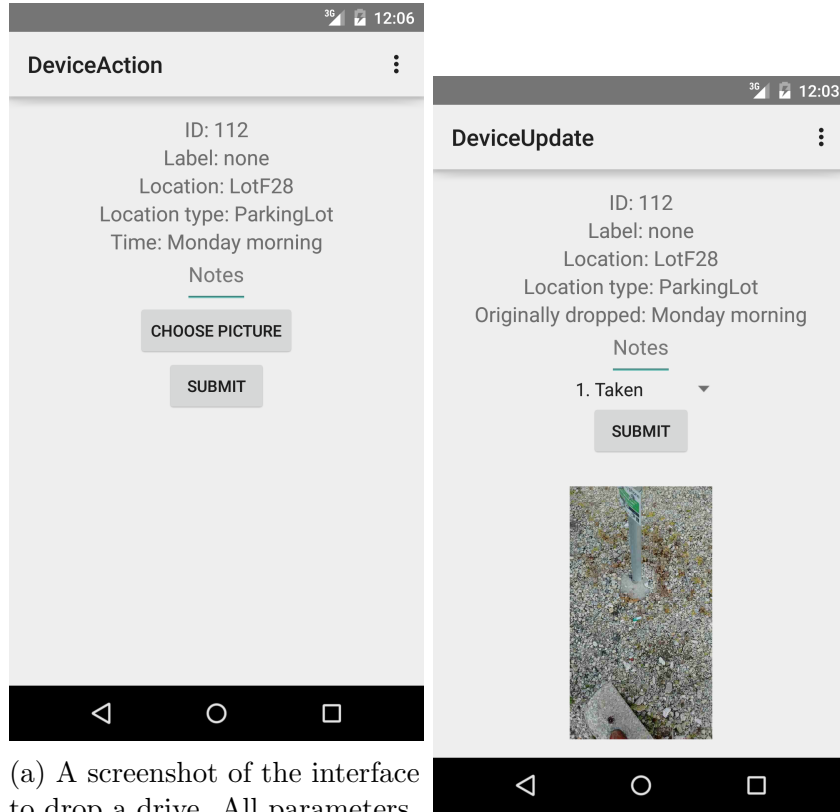 3G 12:06
DeviceAction
ID: 112
Label: none
Location: LotF28
Location type: ParkingLot
Time: Monday morning
Notes
CHOOSE PICTURE
SUBMIT
(a) A screenshot of the interface
to drop a drive. All parameters
3G 12:03
DeviceUpdate
ID: 112
Label: none
Location: LotF28
Location type: ParkingLot
Originally dropped: Monday morning
Notes
1. Taken
SUBMIT